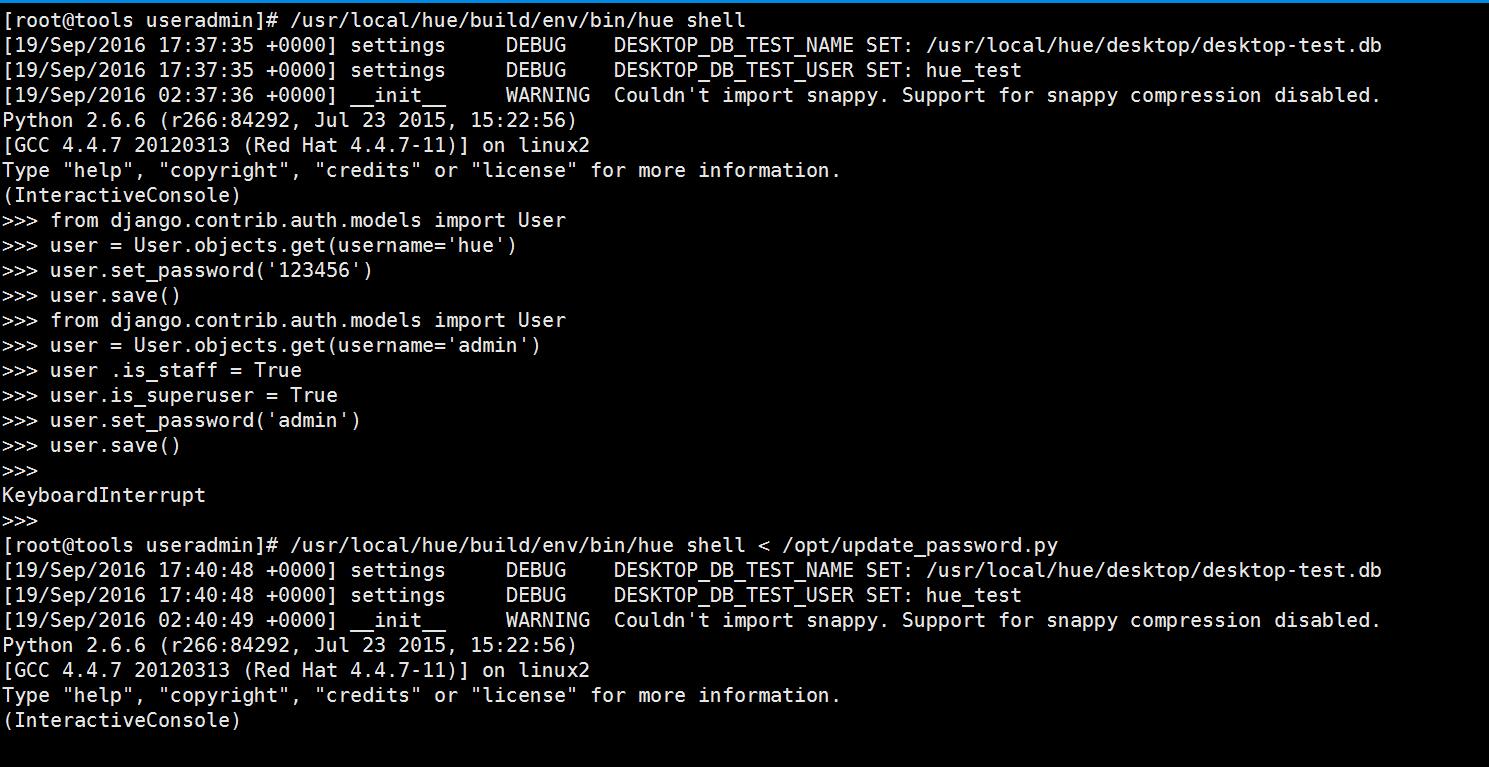 [root@tools useradmin]# /usr/local/hue/build/env/bin/hue shell
[19/Sep/2016 17:37:35 +0000] settings     DEBUG    DESKTOP_DB_TEST_NAME SET: /usr/local/hue/desktop/desktop-test.db
[19/Sep/2016 17:37:35 +0000] settings     DEBUG    DESKTOP_DB_TEST_USER SET: hue_test
[19/Sep/2016 02:37:36 +0000] __init__     WARNING  Couldn't import snappy. Support for snappy compression disabled.
Python 2.6.6 (r266:84292, Jul 23 2015, 15:22:56)
[GCC 4.4.7 20120313 (Red Hat 4.4.7-11)] on linux2
Type "help", "copyright", "credits" or "license" for more information.
(InteractiveConsole)
>>> from django.contrib.auth.models import User
>>> user = User.objects.get(username='hue')
>>> user.set_password('123456')
>>> user.save()
>>> from django.contrib.auth.models import User
>>> user = User.objects.get(username='admin')
>>> user .is_staff = True
>>> user.is_superuser = True
>>> user.set_password('admin')
>>> user.save()
>>>
KeyboardInterrupt
>>>
[root@tools useradmin]# /usr/local/hue/build/env/bin/hue shell < /opt/update_password.py
[19/Sep/2016 17:40:48 +0000] settings     DEBUG    DESKTOP_DB_TEST_NAME SET: /usr/local/hue/desktop/desktop-test.db
[19/Sep/2016 17:40:48 +0000] settings     DEBUG    DESKTOP_DB_TEST_USER SET: hue_test
[19/Sep/2016 02:40:49 +0000] __init__     WARNING  Couldn't import snappy. Support for snappy compression disabled.
Python 2.6.6 (r266:84292, Jul 23 2015, 15:22:56)
[GCC 4.4.7 20120313 (Red Hat 4.4.7-11)] on linux2
Type "help", "copyright", "credits" or "license" for more information.
(InteractiveConsole)